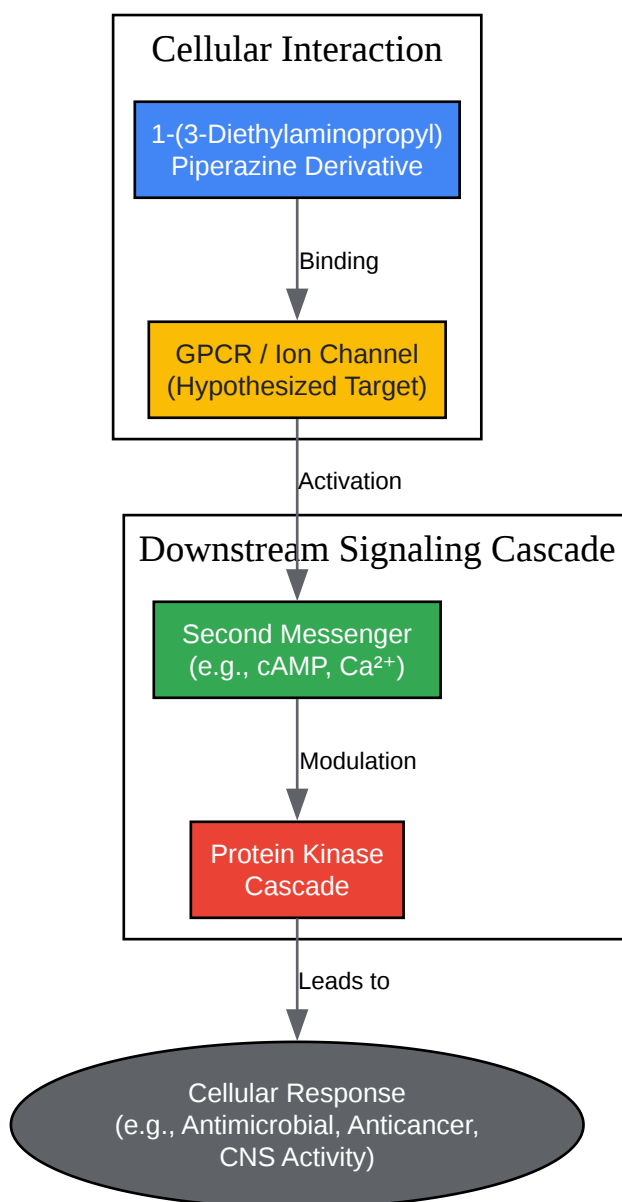 Cellular Interaction
1-(3-Diethylaminopropyl)
Piperazine Derivative
Binding
GPCR / Ion Channel
(Hypothesized Target)
Activation
Downstream Signaling Cascade
Second Messenger
(e.g., cAMP, Ca²⁺)
Modulation
Protein Kinase
Cascade
Leads to
Cellular Response
(e.g., Antimicrobial, Anticancer,
CNS Activity)